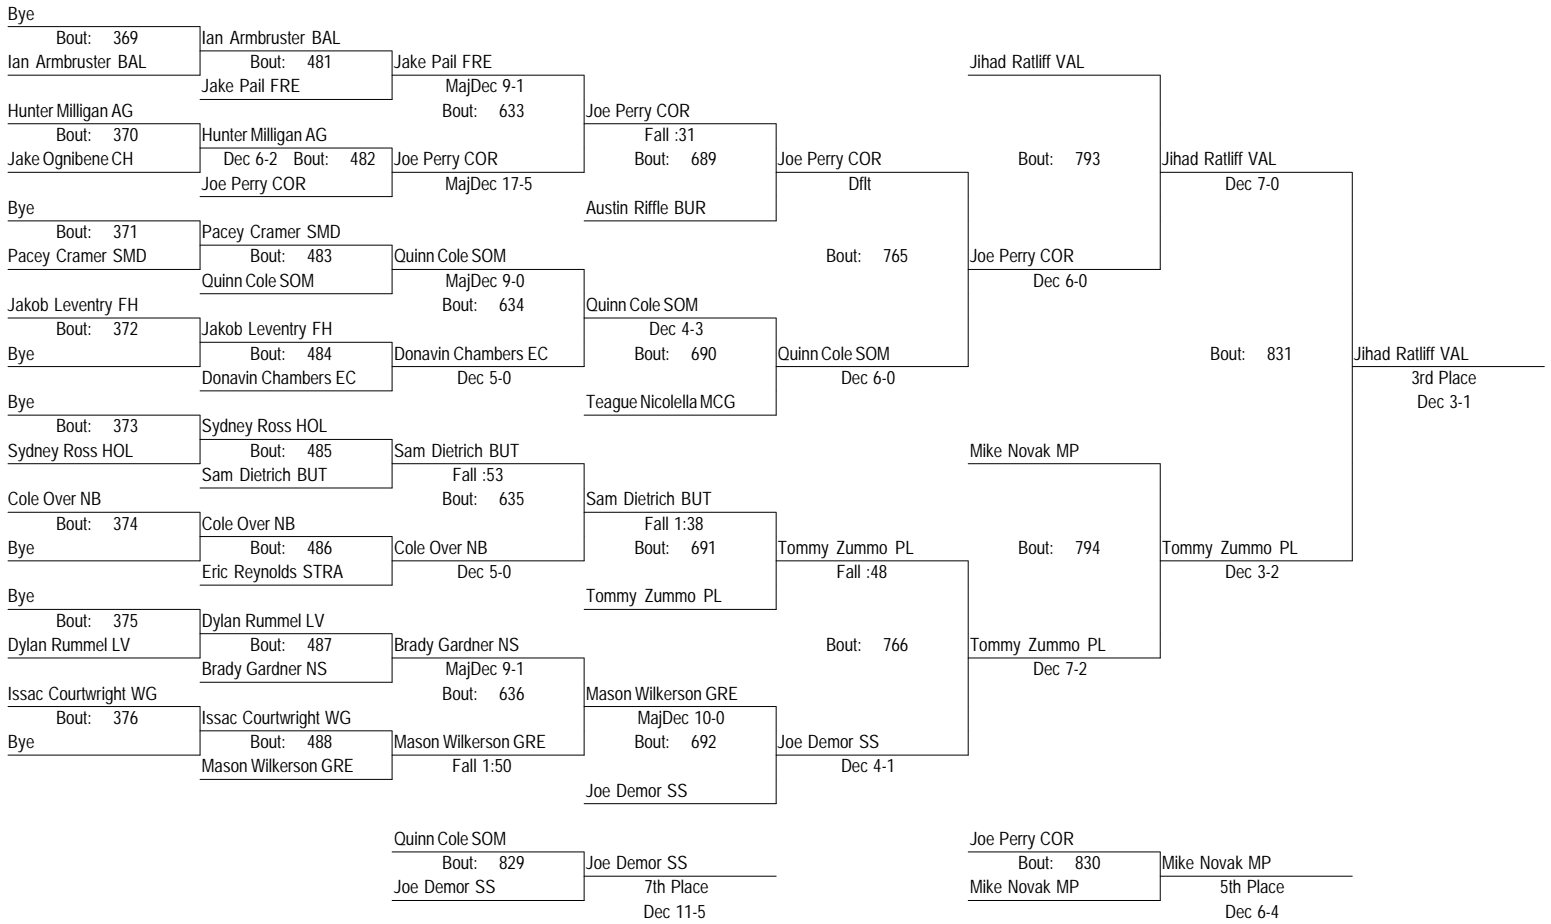 Bye
Bout: 369
Ian Armbruster BAL
Ian Armbruster BAL
Bout: 481
Jake Pail FRE
Jake Pail FRE
MajDec 9-1
Bout: 633
Hunter Milligan AG
Bout: 370
Jake Ognibene CH
Hunter Milligan AG
Dec 6-2 Bout: 482
Joe Perry COR
Joe Perry COR
MajDec 17-5
Joe Perry COR
Fall :31
Bout: 689
Austin Riffle BUR
Joe Perry COR
Dflt
Bye
Bout: 371
Pacey Cramer SMD
Pacey Cramer SMD
Bout: 483
Quinn Cole SOM
Quinn Cole SOM
MajDec 9-0
Bout: 634
Jakob Leventry FH
Bout: 372
Bye
Jakob Leventry FH
Bout: 484
Donavin Chambers EC
Donavin Chambers EC
Dec 5-0
Quinn Cole SOM
Dec 4-3
Bout: 690
Teague Nicolella MCG
Quinn Cole SOM
Dec 6-0
Bout: 765
Joe Perry COR
Dec 6-0
Jihad Ratliff VAL
Bout: 793
Jihad Ratliff VAL
Dec 7-0
Bye
Bout: 373
Sydney Ross HOL
Sydney Ross HOL
Bout: 485
Sam Dietrich BUT
Sam Dietrich BUT
Fall :53
Bout: 635
Cole Over NB
Bout: 374
Bye
Cole Over NB
Bout: 486
Eric Reynolds STRA
Cole Over NB
Dec 5-0
Sam Dietrich BUT
Fall 1:38
Bout: 691
Tommy Zummo PL
Tommy Zummo PL
Fall :48
Bye
Bout: 375
Dylan Rummel LV
Dylan Rummel LV
Bout: 487
Brady Gardner NS
Brady Gardner NS
MajDec 9-1
Bout: 636
Issac Courtwright WG
Bout: 376
Bye
Issac Courtwright WG
Bout: 488
Mason Wilkerson GRE
Mason Wilkerson GRE
Fall 1:50
Mason Wilkerson GRE
MajDec 10-0
Bout: 692
Joe Demor SS
Joe Demor SS
Dec 4-1
Bout: 766
Tommy Zummo PL
Dec 7-2
Mike Novak MP
Bout: 794
Tommy Zummo PL
Dec 3-2
Bout: 831
Jihad Ratliff VAL
3rd Place
Dec 3-1
Quinn Cole SOM
Bout: 829
Joe Demor SS
Joe Demor SS
7th Place
Dec 11-5
Joe Perry COR
Bout: 830
Mike Novak MP
Mike Novak MP
5th Place
Dec 6-4